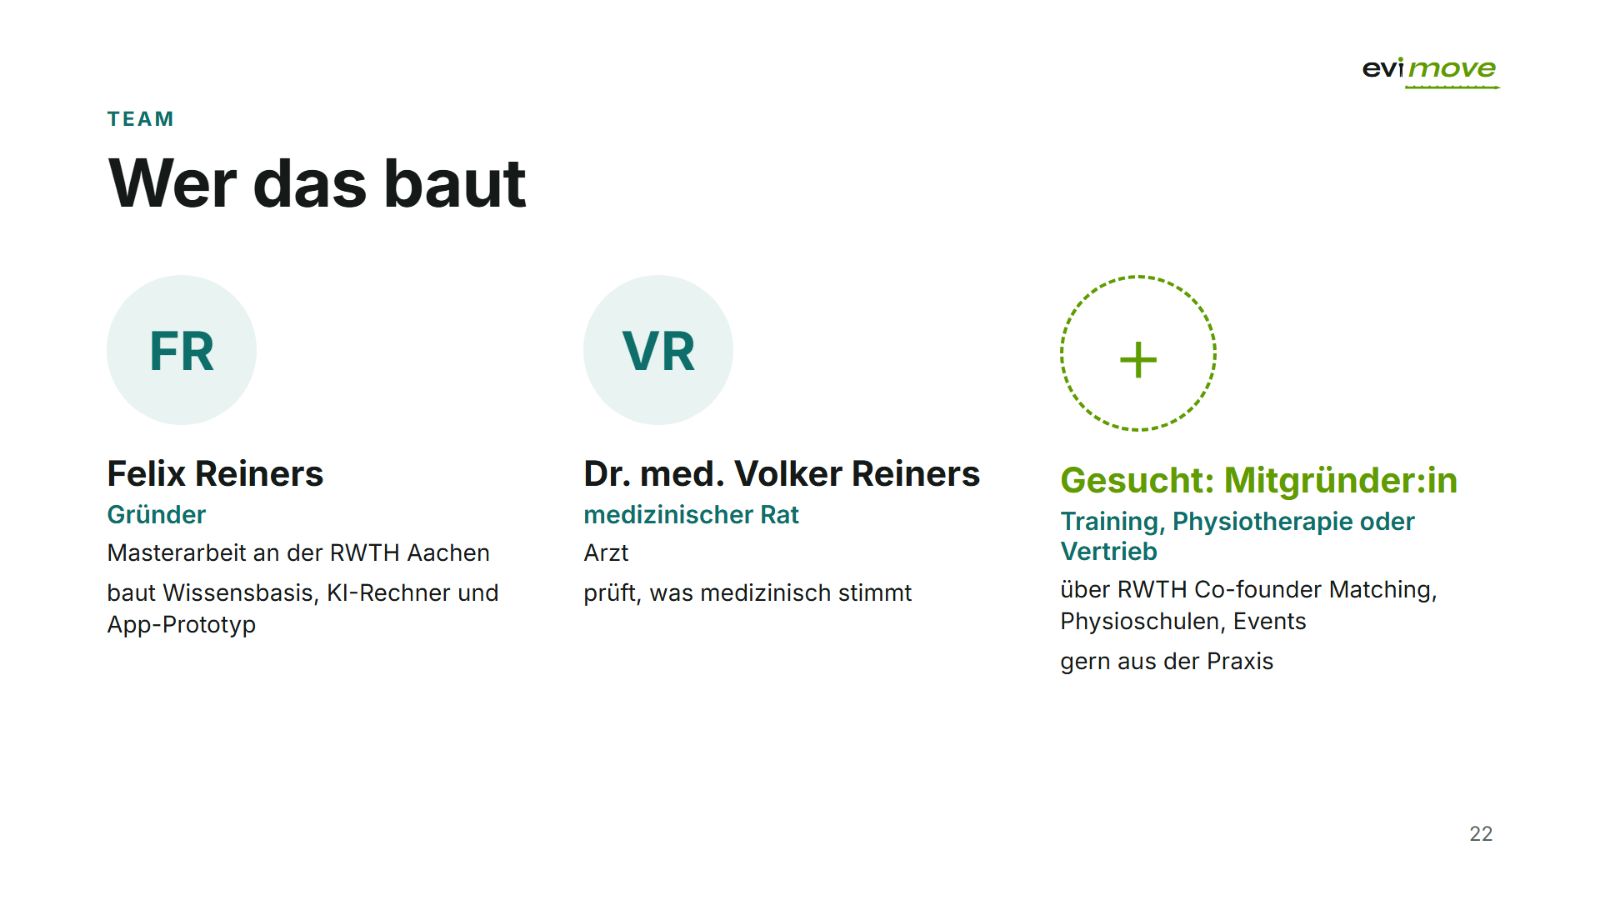 evimove
TEAM
Wer das baut
FR
Felix Reiners
Gründer
Masterarbeit an der RWTH Aachen
baut Wissensbasis, KI-Rechner und
App-Prototyp
VR
Dr. med. Volker Reiners
medizinischer Rat
Arzt
prüft, was medizinisch stimmt
+
Gesucht: Mitgründer:in
Training, Physiotherapie oder
Vertrieb
über RWTH Co-founder Matching,
Physioschulen, Events
gern aus der Praxis
22